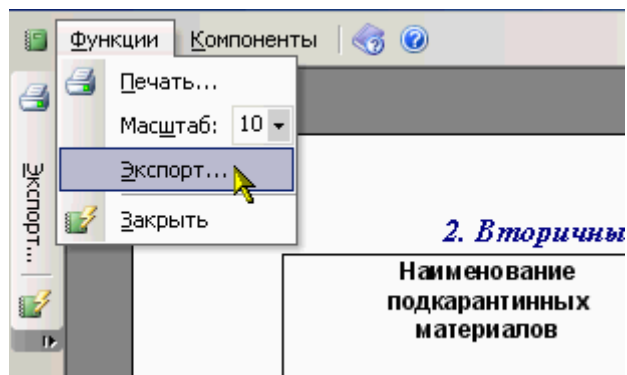 Функции Компоненты
Печать...
Масштаб: 10
Экспорт...
Закрыть
Экспорт...
2. Вторичны
Наименование
подкарантинных
материалов